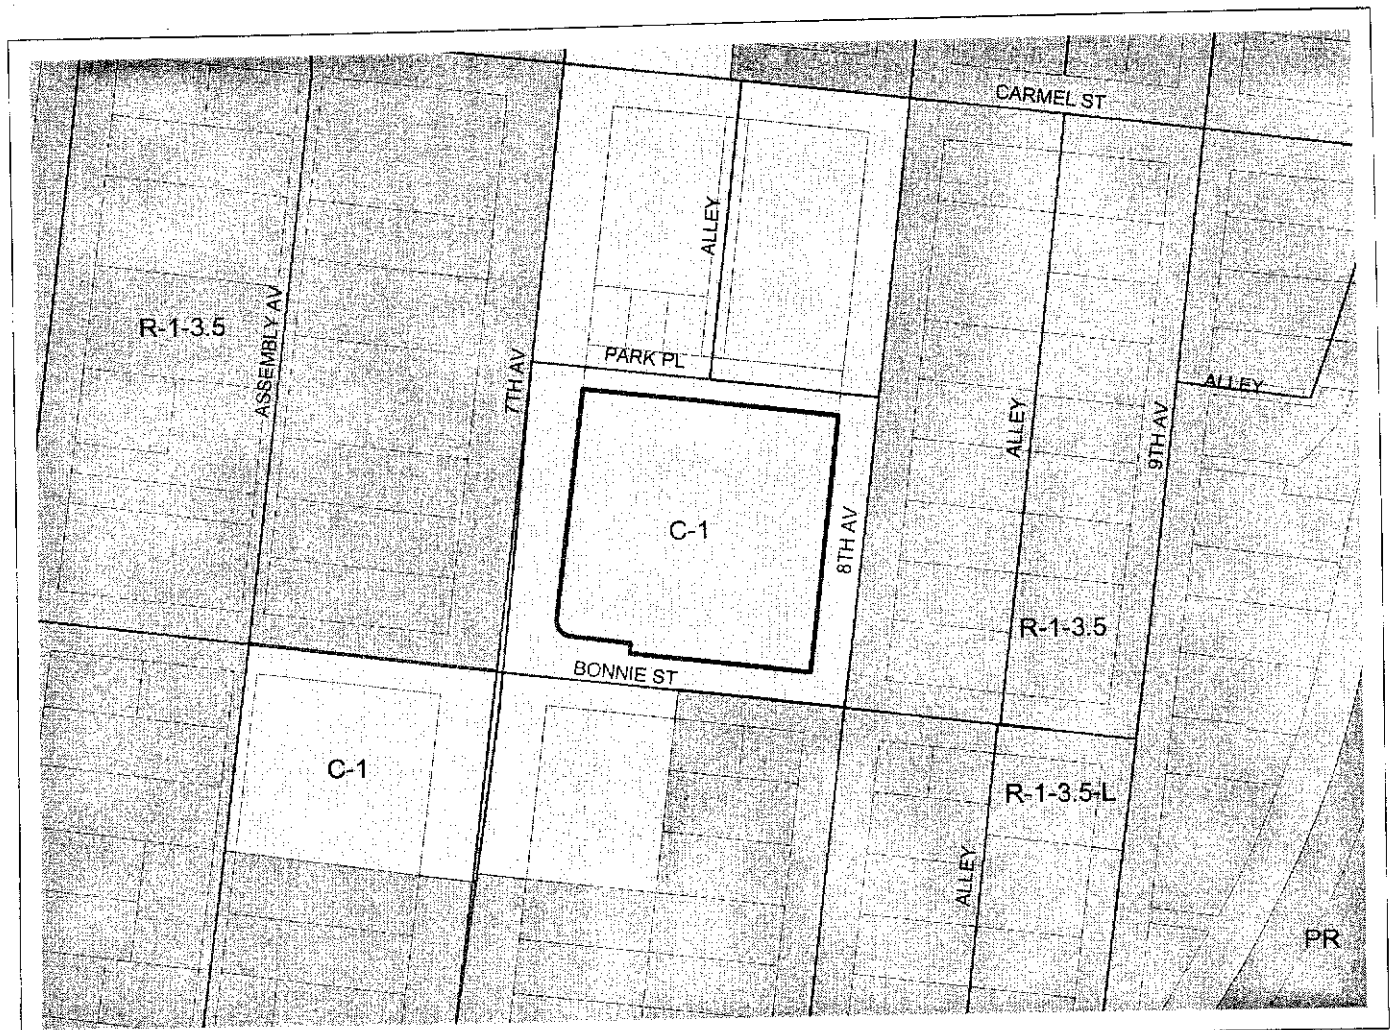 CARMEL ST
ALLEY
R-1-3.5
ASSEMBLY AV
7TH AV
PARK PL
ALLEY
ALLEY
9TH AV
C-1
8TH AV
R-1-3.5
BONNIE ST
C-1
R-1-3.5-L
ALLEY
PR